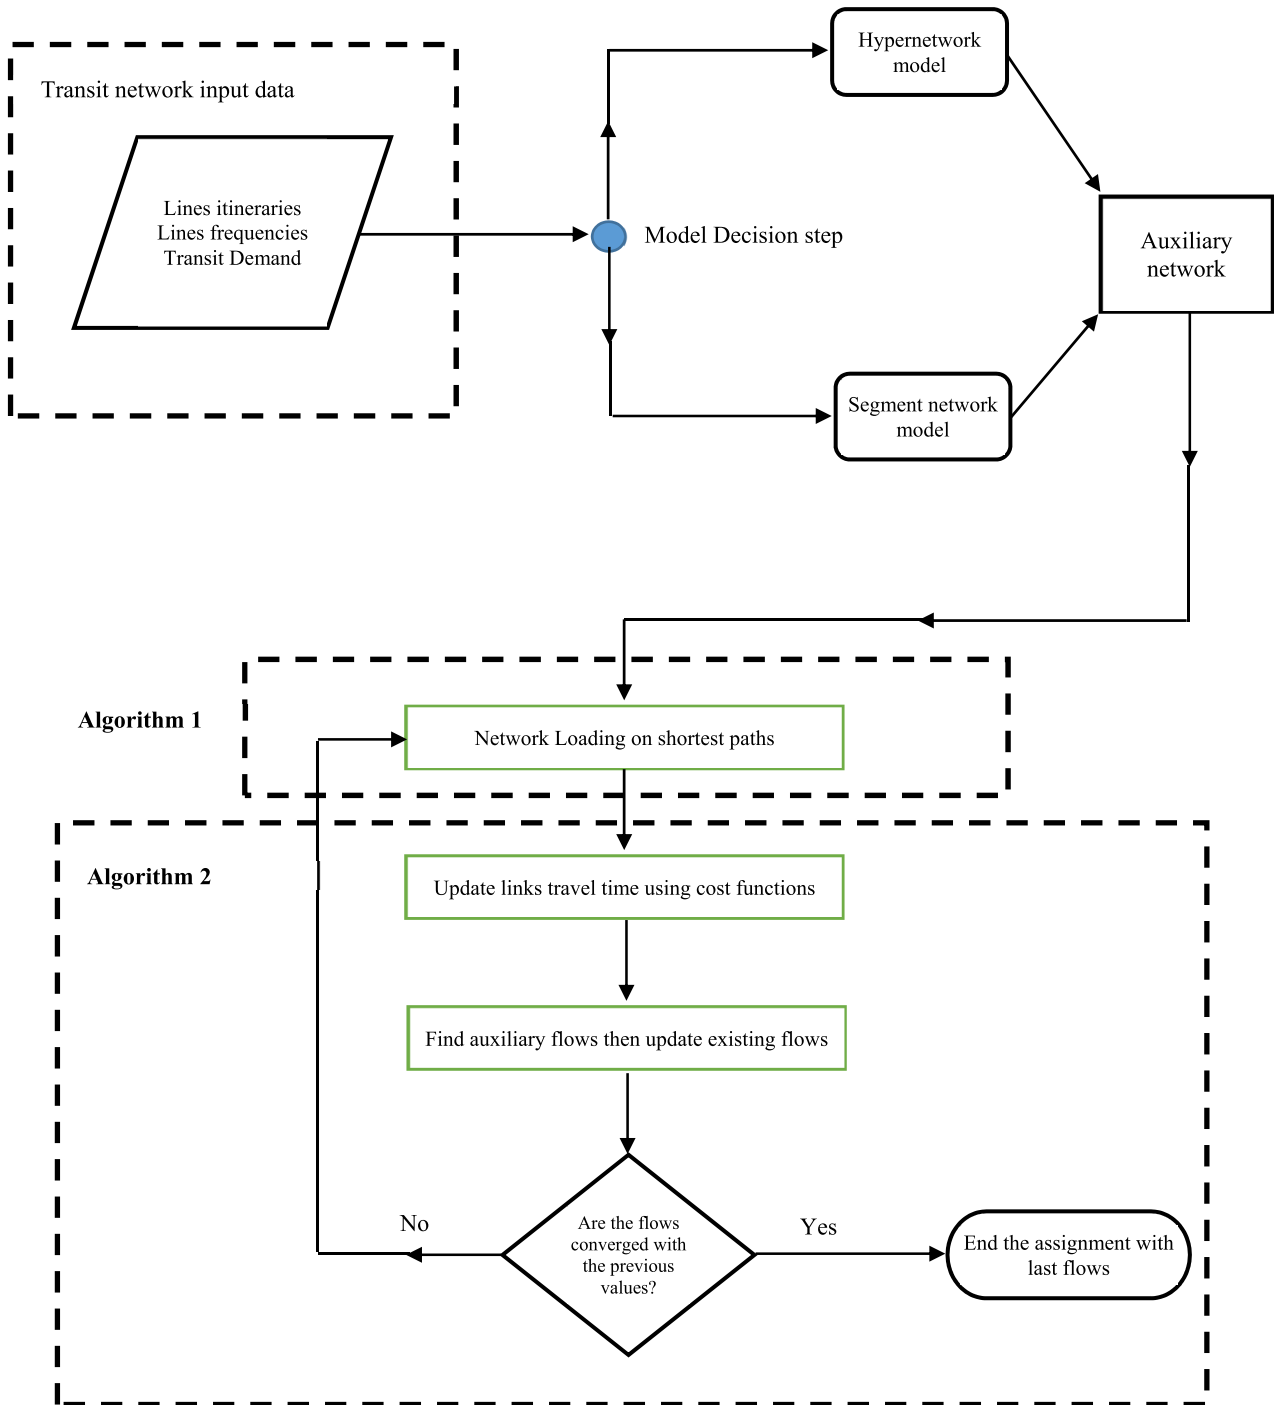 Hypernetwork
model
Transit network input data
Lines itineraries
Lines frequencies
Transit Demand
Model Decision step
Auxiliary
network
Segment network
model
Algorithm 1
Network Loading on shortest paths
Algorithm 2
Update links travel time using cost functions
Find auxiliary flows then update existing flows
No
Are the flows
converged with
the previous
values?
Yes
End the assignment with
last flows